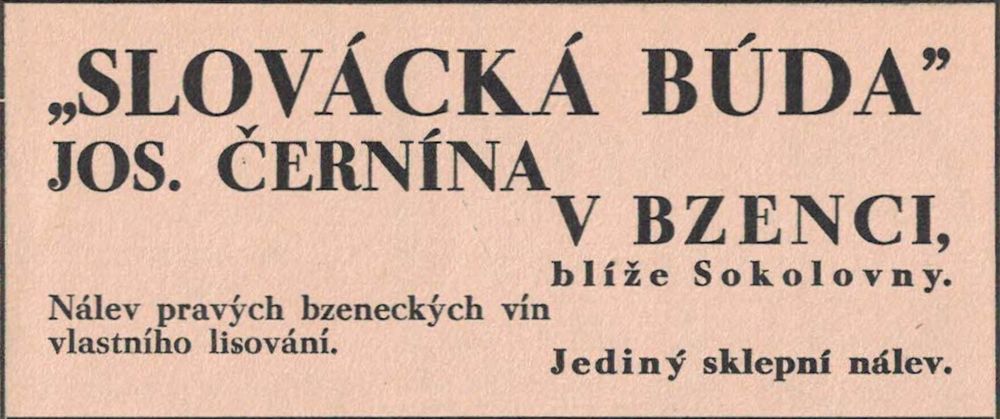 „SLOVÁCKÁ BÚDA”
JOS. ČERNÍNA
V BZENCI,
blíže Sokolovny.
Nálev pravých bzeneckých vín
vlastního lisování.
Jediný sklepní nálev.